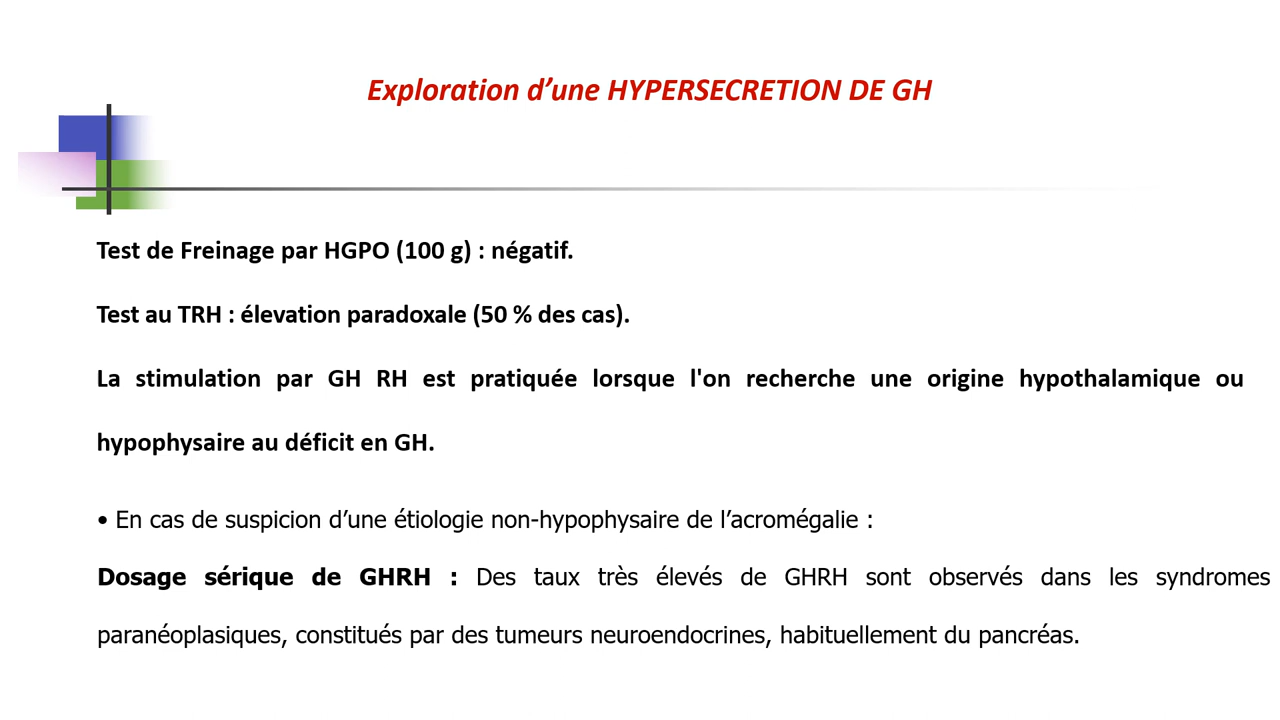 Exploration d’une HYPERSECRETION DE GH
Test de Freinage par HGPO (100 g) : négatif.
Test au TRH : élevation paradoxale (50 % des cas).
La stimulation par GH RH est pratiquée lorsque l'on recherche une origine hypothalamique ou
hypophysaire au déficit en GH.
• En cas de suspicion d’une étiologie non-hypophysaire de l’acromégalie :
Dosage sérique de GHRH : Des taux très élevés de GHRH sont observés dans les syndromes
paranéoplasiques, constitués par des tumeurs neuroendocrines, habituellement du pancréas.